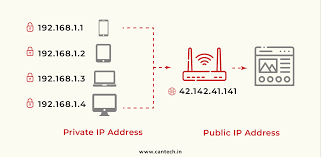 192.168.1.1
192.168.1.2
192.168.1.3
192.168.1.4
42.142.41.141
Private IP Address
Public IP Address
www.cantech.in